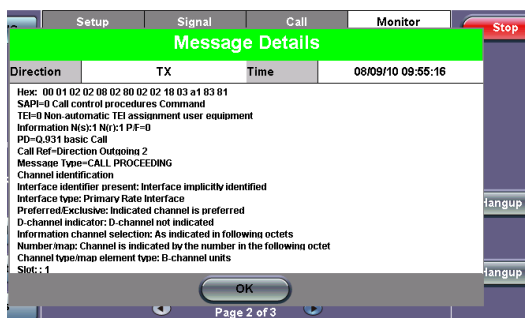 Setup Signal Call Monitor
Stop
Message Details
Direction TX Time 08/09/10 09:55:16
Hex: 00 01 02 02 08 02 80 02 02 18 03 a1 83 81
SAPI=0 Call control procedures Command
TEI=0 Non-automatic TEI assignment user equipment
Information N(s):1 N(r):1 P/F=0
PD=Q.931 basic Call
Call Ref=Direction Outgoing 2
Message Type=CALL PROCEEDING
Channel identification
Interface identifier present: Interface implicitly identified
Interface type: Primary Rate Interface
Preferred/Exclusive: Indicated channel is preferred
D-channel indicator: D-channel not indicated
Information channel selection: As indicated in following octets
Number/map: Channel is indicated by the number in the following octet
Channel type/map element type: B-channel units
Slot: : 1
Hangup
Hangup
OK
Page 2 of 3